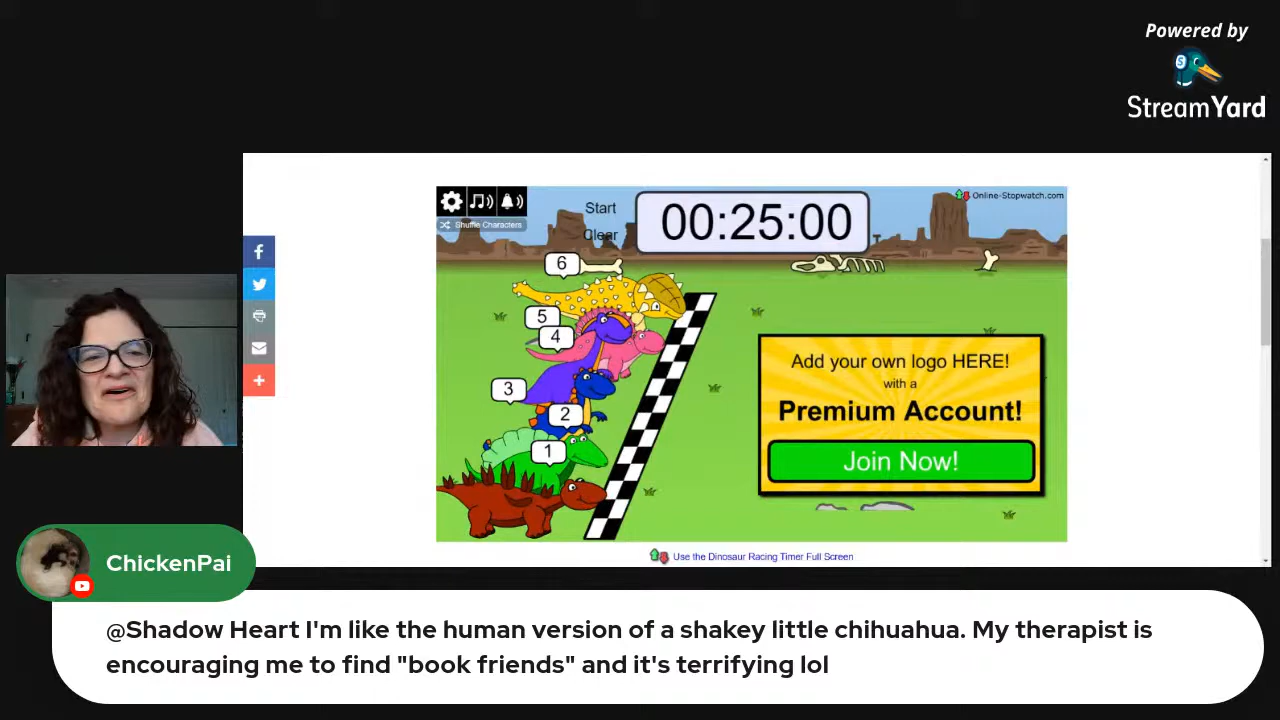 Powered by
StreamYard
Online-Stopwatch.com
Start
00:25:00
Shuffle Characters
Clear
6
5
4
3
2
1
Add your own logo HERE!
with a
Premium Account!
Join Now!
Use the Dinosaur Racing Timer Full Screen
ChickenPai
@Shadow Heart I'm like the human version of a shakey little chihuahua. My therapist is
encouraging me to find "book friends" and it's terrifying lol